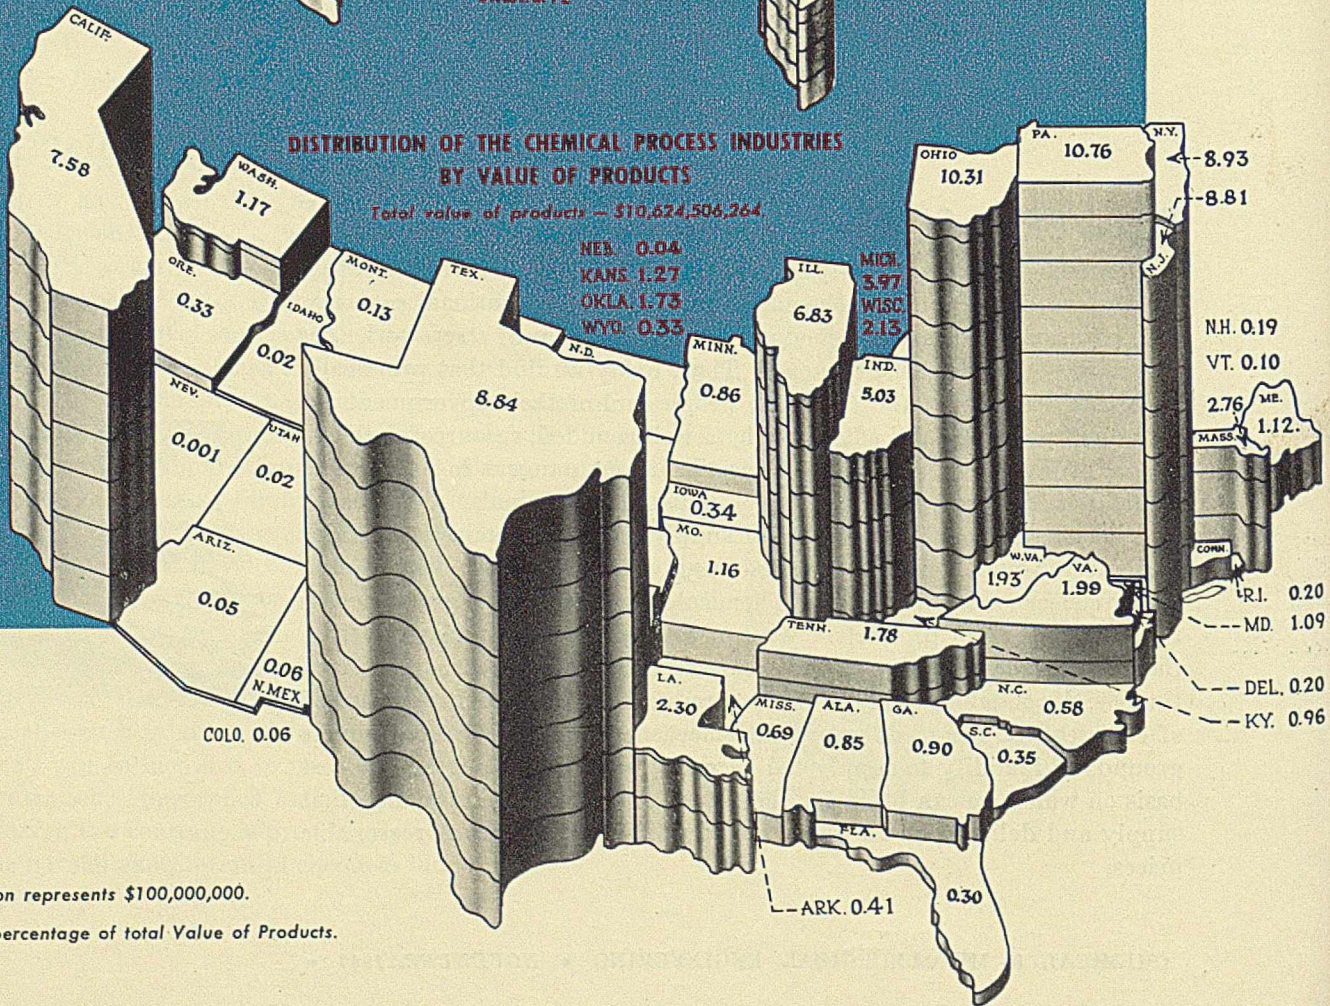 DISTRIBUTION OF THE CHEMICAL PROCESS INDUSTRIES
BY VALUE OF PRODUCTS
Total value of products — $10,624,506,264.
NEB. 0.04
KANS. 1.27
OKLA. 1.73
WYO. 0.33
MICH.
3.97
WISC.
2.13
CALIF.
7.58
WASH.
1.17
ORE.
0.33
IDAHO
0.02
MONT.
0.13
NEV.
0.001
UTAH
0.02
ARIZ.
0.05
0.06
N.MEX.
COLO. 0.06
TEX.
8.84
N.D.
MINN.
0.86
IOWA
0.34
MO.
1.16
ILL.
6.83
IND.
5.03
OHIO
10.31
PA.
10.76
N.Y.
8.93
8.81
N.J.
N.H. 0.19
VT. 0.10
2.76
ME.
1.12.
MASS.
CONN.
R.I. 0.20
MD. 1.09
DEL. 0.20
KY. 0.96
W.VA.
1.93
VA.
1.99
TENN.
1.78
N.C.
0.58
S.C.
0.35
LA.
2.30
MISS.
0.69
ALA.
0.85
GA.
0.90
FLA.
0.30
ARK. 0.41
on represents $100,000,000.
percentage of total Value of Products.